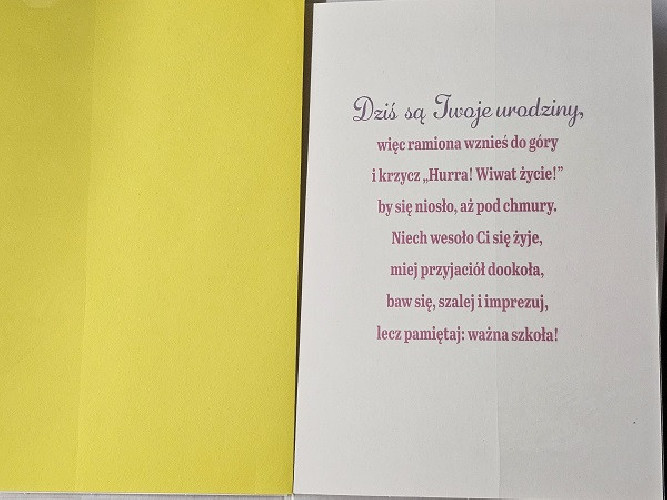 Dziś są Twoje urodziny,
więc ramiona wznieś do góry
i krzycz „Hurra! Wiwat życie!”
by się niosło, aż pod chmury.
Niech wesoło Ci się żyje,
miej przyjaciół dookoła,
baw się, szalej i imprezuj,
lecz pamiętaj: ważna szkoła!